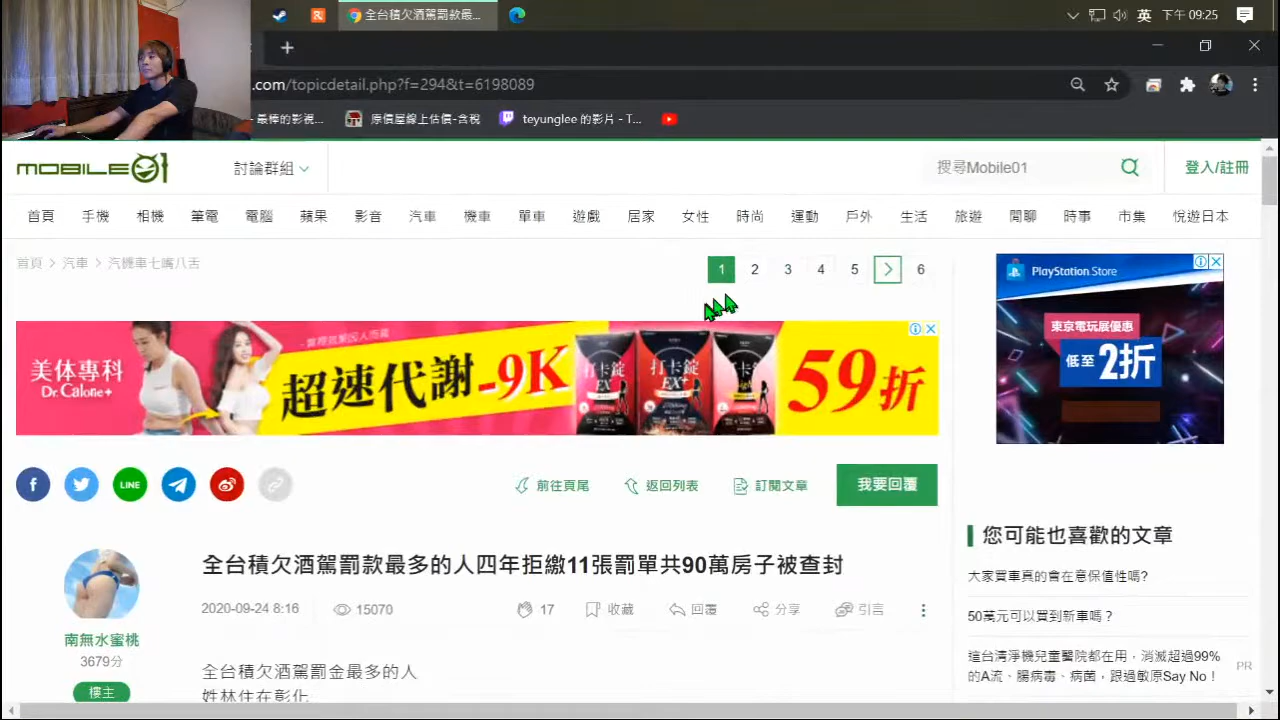 全台積欠酒駕罰款最...
英
下午 09:25
.com/topicdetail.php?f=294&t=6198089
最棒的影視...
原價屋線上估價-含稅
teyunglee 的影片 - T...
MOBILE01
討論群組
搜尋Mobile01
登入/註冊
首頁 手機 相機 筆電 電腦 蘋果 影音 汽車 機車 單車 遊戲 居家 女性 時尚 運動 戶外 生活 旅遊 閒聊 時事 市集 悅遊日本
首頁 > 汽車 > 汽機車七嘴八舌
1 2 3 4 5 > 6
PlayStation Store
東京電玩展優惠
低至2折
美体專科
Dr.Calone+
超速代謝-9K
打卡錠
EX
打卡錠
EX+
打卡錠
59折
LINE
前往頁尾
返回列表
訂閱文章
我要回覆
全台積欠酒駕罰款最多的人四年拒繳11張罰單共90萬房子被查封
2020-09-24 8:16
15070
17
收藏
回覆
分享
引言
南無水蜜桃
3679分
樓主
全台積欠酒駕罰金最多的人
姓林住在彰化
您可能也喜歡的文章
大家買車真的會在意保值性嗎?
50萬元可以買到新車嗎？
這台清淨機兒童醫院都在用，消滅超過99%
的A流、腸病毒、病菌，跟過敏原Say No！
PR